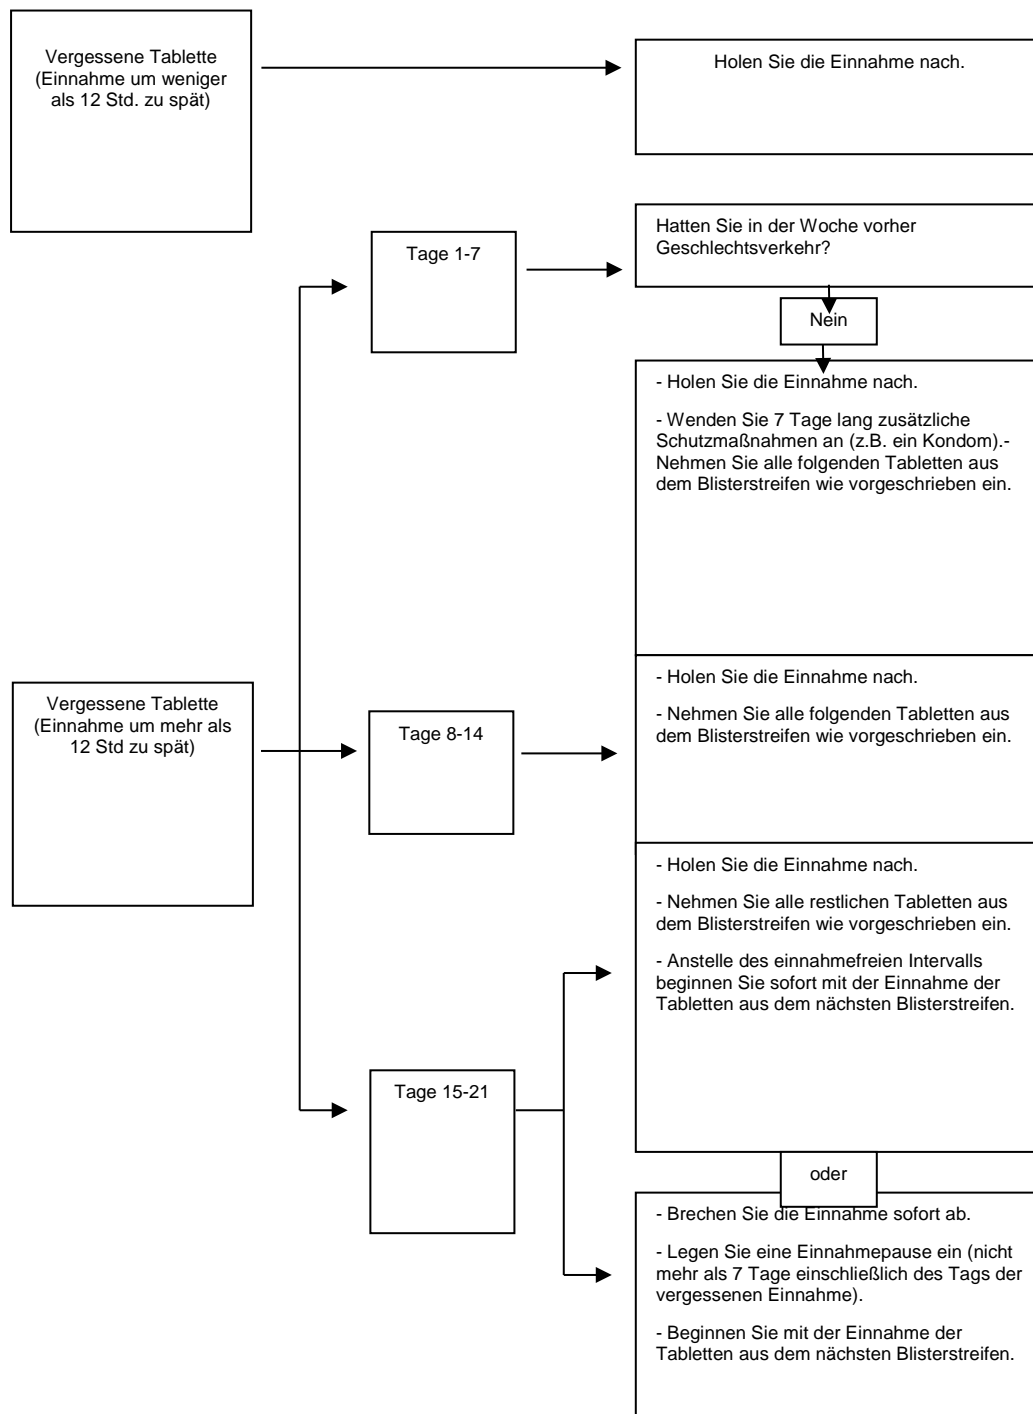 Vergessene Tablette
(Einnahme um weniger
als 12 Std. zu spät)
Holen Sie die Einnahme nach.
Hatten Sie in der Woche vorher
Geschlechtsverkehr?
Tage 1-7
Nein
- Holen Sie die Einnahme nach.
- Wenden Sie 7 Tage lang zusätzliche
Schutzmaßnahmen an (z.B. ein Kondom).-
Nehmen Sie alle folgenden Tabletten aus
dem Blisterstreifen wie vorgeschrieben ein.
Vergessene Tablette
(Einnahme um mehr als
12 Std zu spät)
Tage 8-14
- Holen Sie die Einnahme nach.
- Nehmen Sie alle folgenden Tabletten aus
dem Blisterstreifen wie vorgeschrieben ein.
- Holen Sie die Einnahme nach.
- Nehmen Sie alle restlichen Tabletten aus
dem Blisterstreifen wie vorgeschrieben ein.
- Anstelle des einnahmefreien Intervalls
beginnen Sie sofort mit der Einnahme der
Tabletten aus dem nächsten Blisterstreifen.
Tage 15-21
oder
- Brechen Sie die Einnahme sofort ab.
- Legen Sie eine Einnahmepause ein (nicht
mehr als 7 Tage einschließlich des Tags der
vergessenen Einnahme).
- Beginnen Sie mit der Einnahme der
Tabletten aus dem nächsten Blisterstreifen.